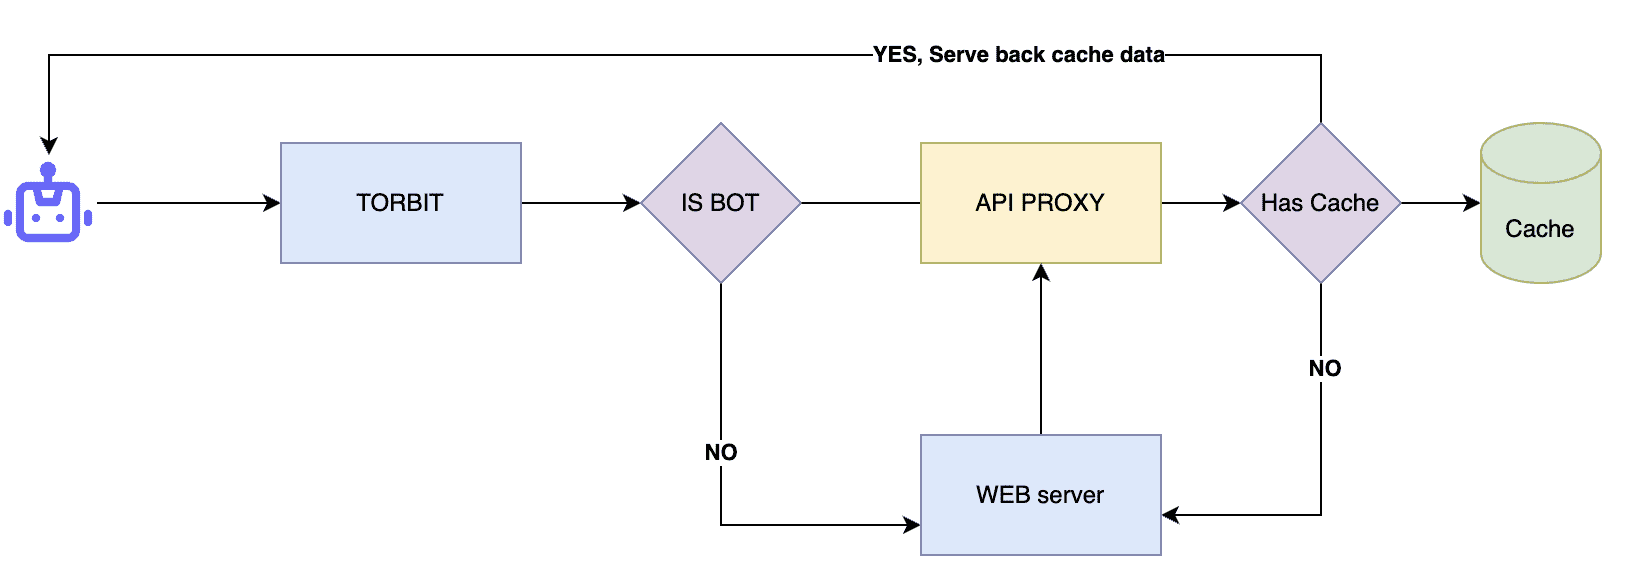 YES, Serve back cache data
TORBIT
IS BOT
API PROXY
Has Cache
Cache
NO
NO
WEB server